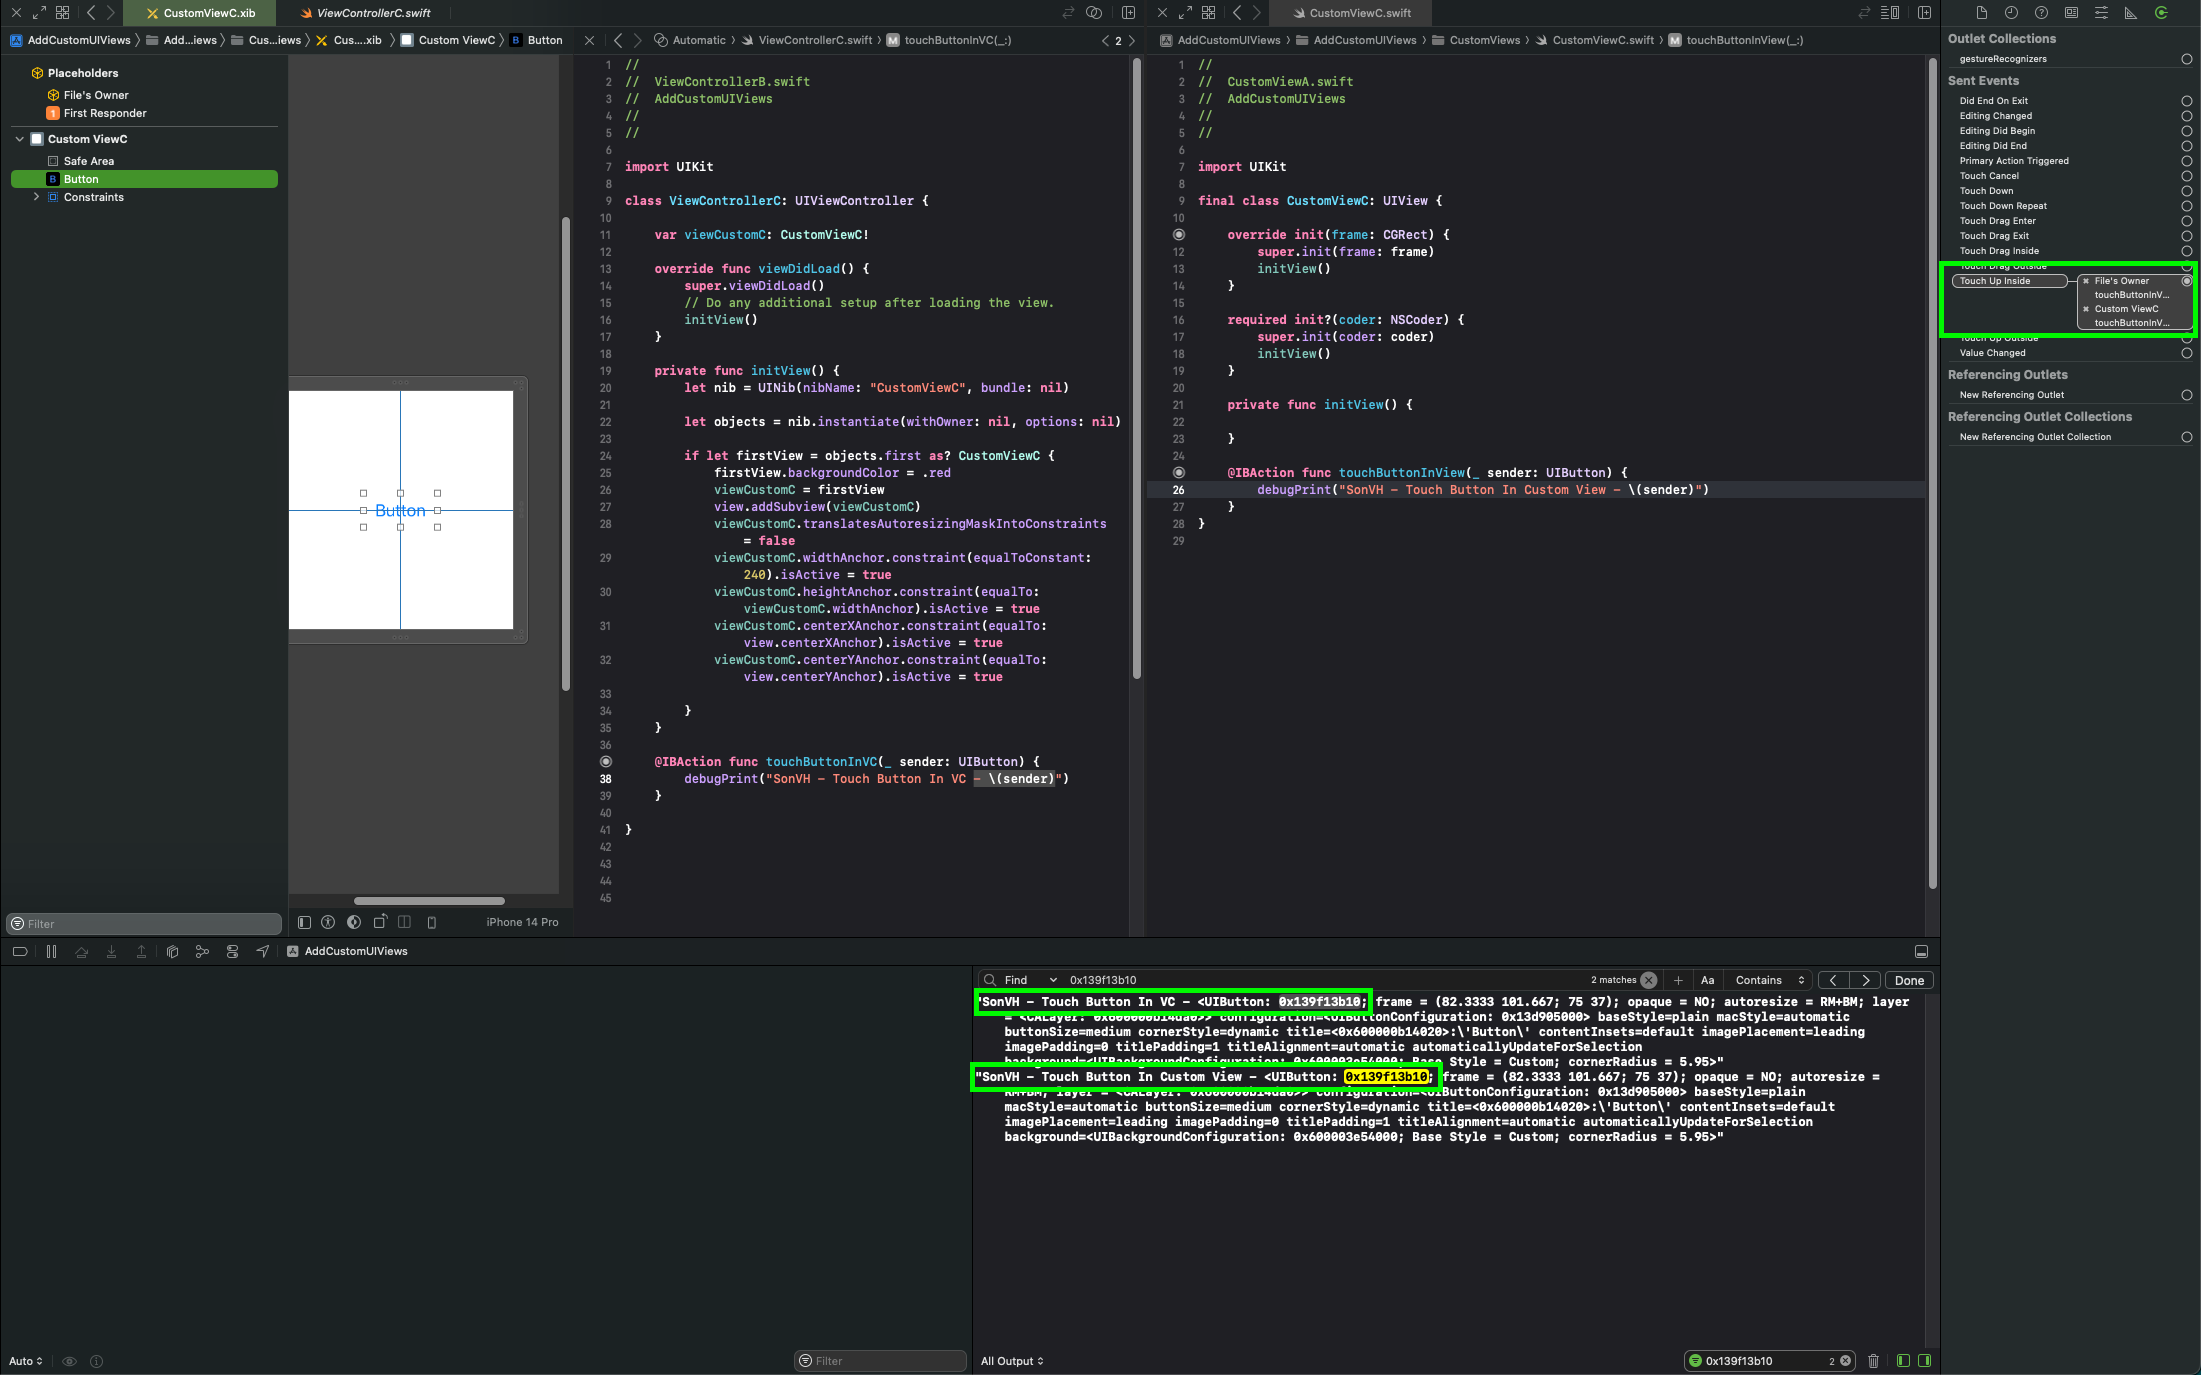 CustomViewC.xib
ViewControllerC.swift
CustomViewC.swift
AddCustomUIViews
Add...iews
Cus...iews
Cus....xib
Custom ViewC
B Button
Automatic
ViewControllerC.swift
M touchButtonInVC(_:)
2
AddCustomUIViews
AddCustomUIViews
CustomViews
CustomViewC.swift
M touchButtonInView(_:)
Placeholders
File's Owner
1 First Responder
Custom ViewC
Safe Area
B Button
Constraints
Button
Filter
iPhone 14 Pro
1 //
2 // ViewControllerB.swift
3 // AddCustomUIViews
4 //
5 //
6
7 import UIKit
8
9 class ViewControllerC: UIViewController {
10
11 var viewCustomC: CustomViewC!
12
13 override func viewDidLoad() {
14 super.viewDidLoad()
15 // Do any additional setup after loading the view.
16 initView()
17 }
18
19 private func initView() {
20 let nib = UINib(nibName: "CustomViewC", bundle: nil)
21
22 let objects = nib.instantiate(withOwner: nil, options: nil)
23
24 if let firstView = objects.first as? CustomViewC {
25 firstView.backgroundColor = .red
26 viewCustomC = firstView
27 view.addSubview(viewCustomC)
28 viewCustomC.translatesAutoresizingMaskIntoConstraints
= false
29 viewCustomC.widthAnchor.constraint(equalToConstant:
240).isActive = true
30 viewCustomC.heightAnchor.constraint(equalTo:
viewCustomC.widthAnchor).isActive = true
31 viewCustomC.centerXAnchor.constraint(equalTo:
view.centerXAnchor).isActive = true
32 viewCustomC.centerYAnchor.constraint(equalTo:
view.centerYAnchor).isActive = true
33
34 }
35 }
36
@IBAction func touchButtonInVC(_ sender: UIButton) {
38 debugPrint("SonVH - Touch Button In VC - \(sender)")
39 }
40
41 }
42
43
44
45
1 //
2 // CustomViewA.swift
3 // AddCustomUIViews
4 //
5 //
6
7 import UIKit
8
9 final class CustomViewC: UIView {
10
override init(frame: CGRect) {
12 super.init(frame: frame)
13 initView()
14 }
15
16 required init?(coder: NSCoder) {
17 super.init(coder: coder)
18 initView()
19 }
20
21 private func initView() {
22
23 }
24
@IBAction func touchButtonInView(_ sender: UIButton) {
26 debugPrint("SonVH - Touch Button In Custom View - \(sender)")
27 }
28 }
29
Outlet Collections
gestureRecognizers
Sent Events
Did End On Exit
Editing Changed
Editing Did Begin
Editing Did End
Primary Action Triggered
Touch Cancel
Touch Down
Touch Down Repeat
Touch Drag Enter
Touch Drag Exit
Touch Drag Inside
Touch Drag Outside
Touch Up Inside
File's Owner
touchButtonInV...
Custom ViewC
touchButtonInV...
Touch Up Outside
Value Changed
Referencing Outlets
New Referencing Outlet
Referencing Outlet Collections
New Referencing Outlet Collection
AddCustomUIViews
Find
0x139f13b10
2 matches
Aa
Contains
Done
"SonVH - Touch Button In VC - <UIButton: 0x139f13b10; frame = (82.3333 101.667; 75 37); opaque = NO; autoresize = RM+BM; layer
= <CALayer: 0x600000b14da0>> configuration=<UIButtonConfiguration: 0x13d905000> baseStyle=plain macStyle=automatic
buttonSize=medium cornerStyle=dynamic title=<0x600000b14020>:\'Button\' contentInsets=default imagePlacement=leading
imagePadding=0 titlePadding=1 titleAlignment=automatic automaticallyUpdateForSelection
background=<UIBackgroundConfiguration: 0x600003e54000; Base Style = Custom; cornerRadius = 5.95>"
"SonVH - Touch Button In Custom View - <UIButton: 0x139f13b10; frame = (82.3333 101.667; 75 37); opaque = NO; autoresize =
RM+BM; layer = <CALayer: 0x600000b14da0>> configuration=<UIButtonConfiguration: 0x13d905000> baseStyle=plain
macStyle=automatic buttonSize=medium cornerStyle=dynamic title=<0x600000b14020>:\'Button\' contentInsets=default
imagePlacement=leading imagePadding=0 titlePadding=1 titleAlignment=automatic automaticallyUpdateForSelection
background=<UIBackgroundConfiguration: 0x600003e54000; Base Style = Custom; cornerRadius = 5.95>"
Auto
Filter
All Output
0x139f13b10
2